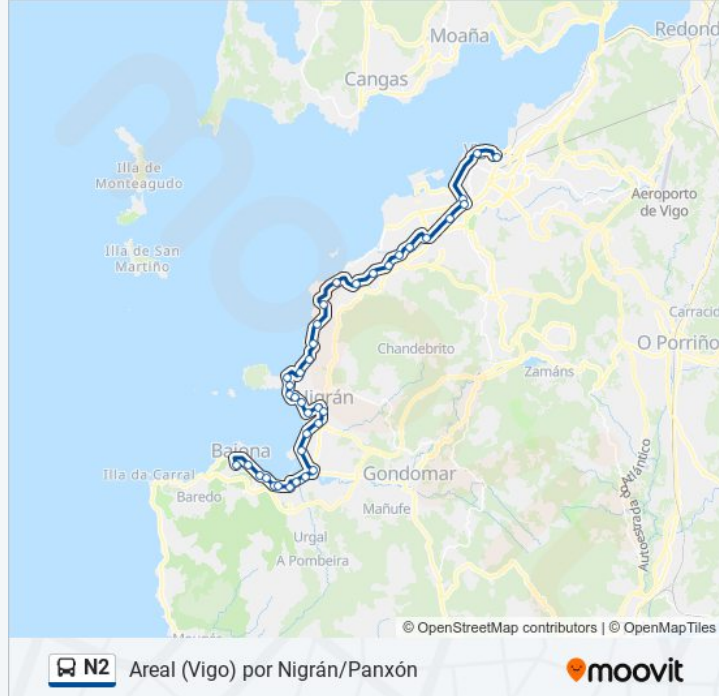 Redond
Moaña
Cangas
Illa de
Monteagudo
Aeroporto
de Vigo
Illa de San
Martiño
Carracid
Chandebrito
O Porriño
Zamáns
Nigrán
Baiona
Illa da Carral
Gondomar
Baredo
Mañufe
Autoestrada do Atlántico
Urgal
A Pombeira
© OpenStreetMap contributors | © OpenMapTiles
N2 Areal (Vigo) por Nigrán/Panxón
moovit